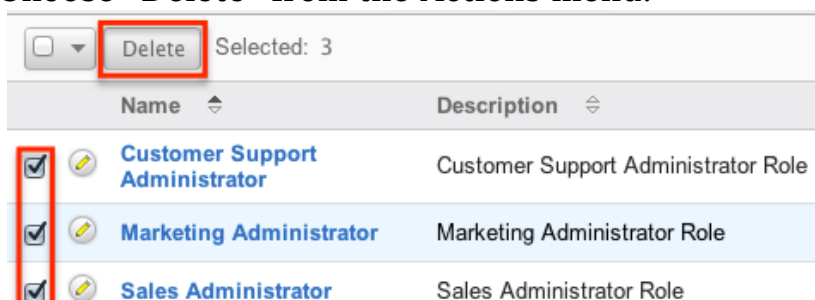 Choose "Delete" from the Actions menu.
Delete Selected: 3
Name Description
Customer Support Administrator Customer Support Administrator Role
Marketing Administrator Marketing Administrator Role
Sales Administrator Sales Administrator Role